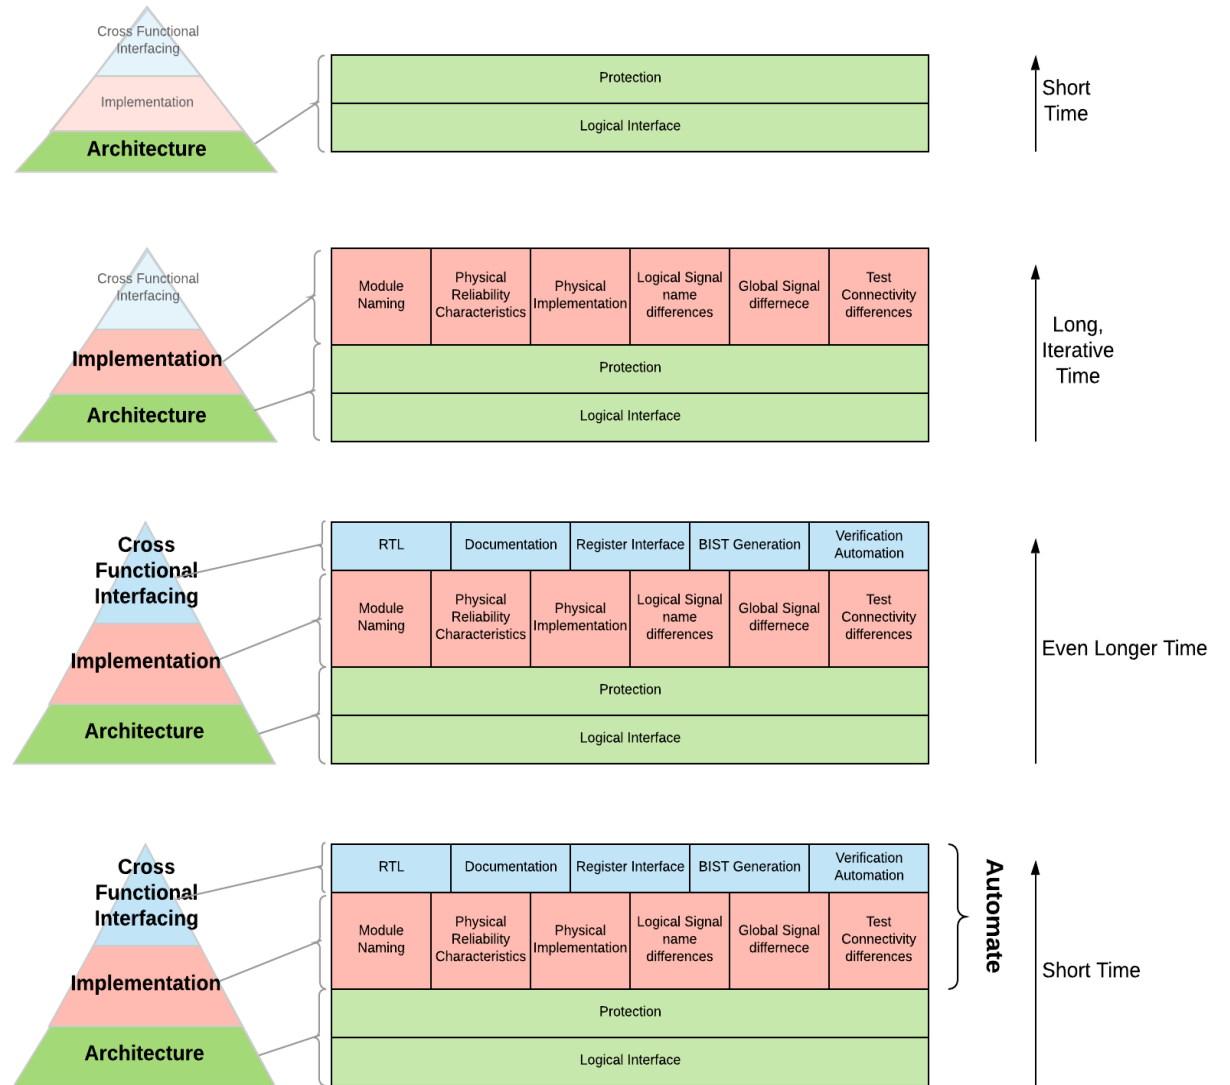 Cross Functional
Interfacing
Implementation
Architecture
Protection
Logical Interface
Short
Time
Cross Functional
Interfacing
Implementation
Architecture
Module
Naming
Physical
Reliability
Characteristics
Physical
Implementation
Logical Signal
name
differences
Global Signal
differnece
Test
Connectivity
differences
Protection
Logical Interface
Long,
Iterative
Time
Cross
Functional
Interfacing
Implementation
Architecture
RTL
Documentation
Register Interface
BIST Generation
Verification
Automation
Module
Naming
Physical
Reliability
Characteristics
Physical
Implementation
Logical Signal
name
differences
Global Signal
differnece
Test
Connectivity
differences
Protection
Logical Interface
Even Longer Time
Cross
Functional
Interfacing
Implementation
Architecture
RTL
Documentation
Register Interface
BIST Generation
Verification
Automation
Module
Naming
Physical
Reliability
Characteristics
Physical
Implementation
Logical Signal
name
differences
Global Signal
differnece
Test
Connectivity
differences
Protection
Logical Interface
Automate
Short Time